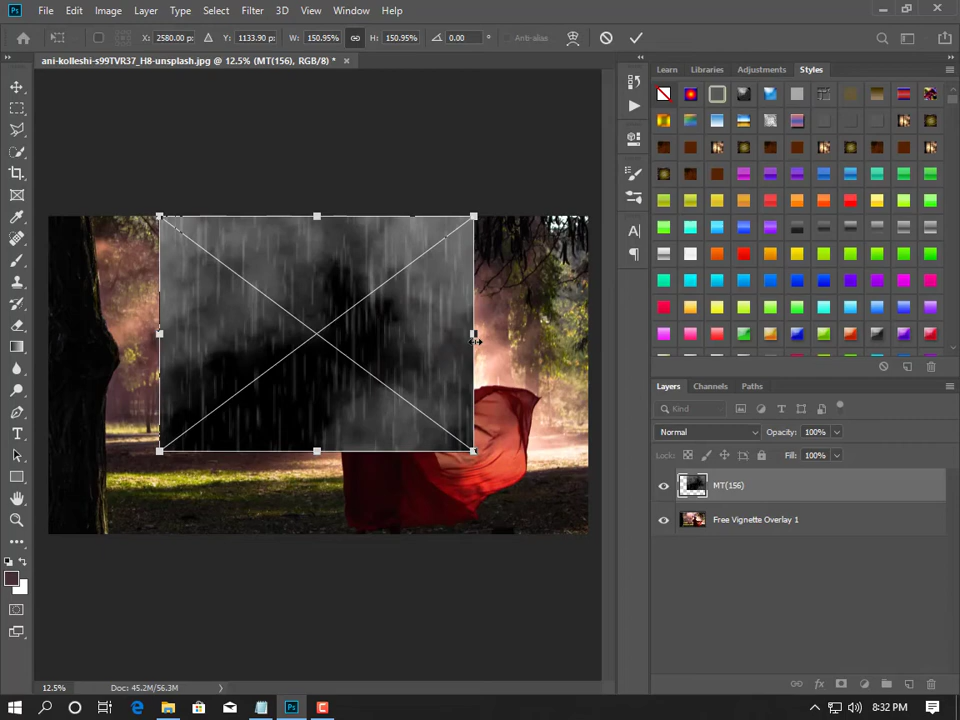 Ps File Edit Image Layer Type Select Filter 3D View Window Help
X: 2580.00 p: Y: 1133.90 p: W: 150.95% H: 150.95% 0.00 ° Anti-alias
ani-kolleshi-s99TVR37_H8-unsplash.jpg @ 12.5% (MT(156), RGB/8) *
Learn Libraries Adjustments Styles
Layers Channels Paths
Kind
Normal Opacity: 100%
Lock: Fill: 100%
MT(156)
Free Vignette Overlay 1
12.5% Doc: 45.2M/56.3M
fx
8:32 PM